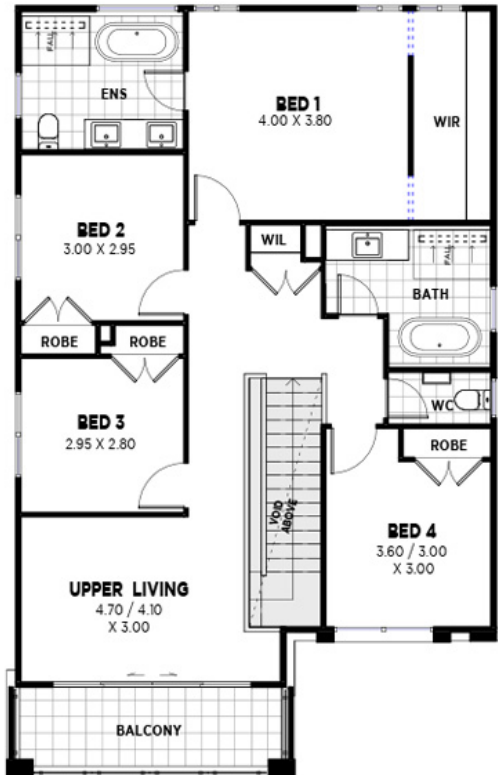 FALL
ENS
BED 1
4.00 X 3.80
WIR
BED 2
3.00 X 2.95
WIL
FALL
BATH
ROBE
ROBE
BED 3
2.95 X 2.80
WC
ROBE
VOID
ABOVE
BED 4
3.60 / 3.00
X 3.00
UPPER LIVING
4.70 / 4.10
X 3.00
BALCONY